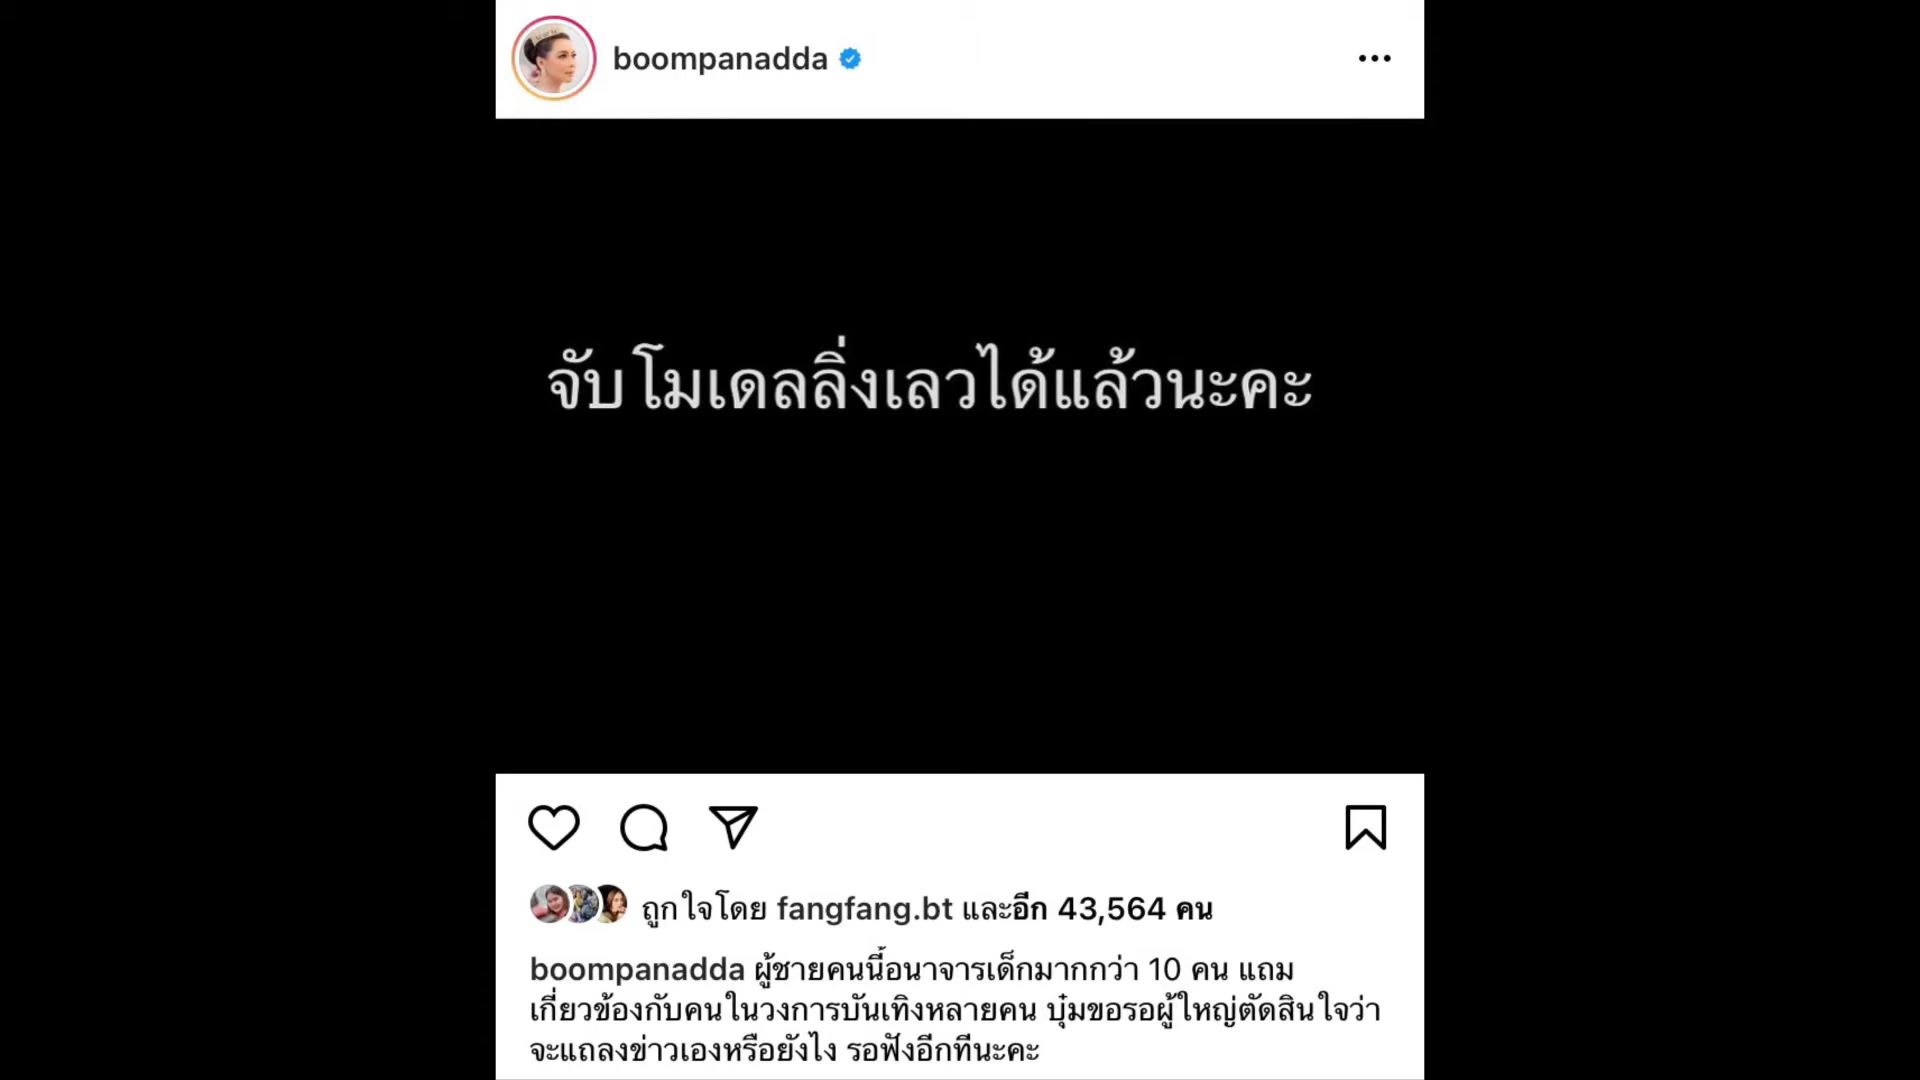 boompanadda
จับโมเดลลิ่งเลวได้แล้วนะคะ
ถูกใจโดย fangfang.bt และอีก 43,564 คน
boompanadda ผู้ชายคนนี้อนาจารเด็กมากกว่า 10 คน แถม
เกี่ยวข้องกับคนในวงการบันเทิงหลายคน บุ๋มขอรอผู้ใหญ่ตัดสินใจว่า
จะแถลงข่าวเองหรือยังไง รอฟังอีกทีนะคะ